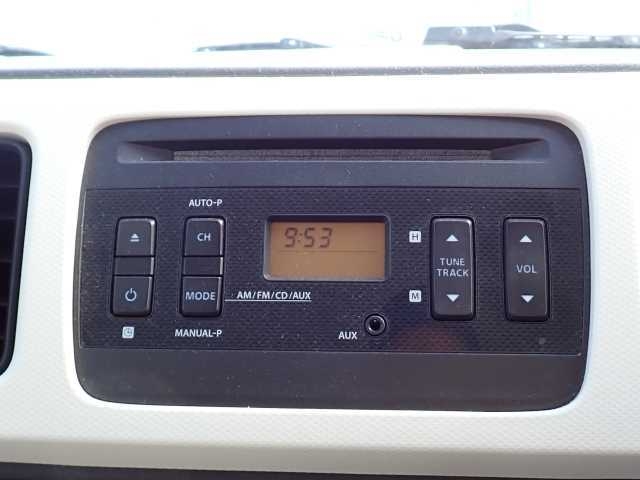 AUTO-P
CH
9:53
H
TUNE
TRACK
VOL
MODE
AM/FM/CD/AUX
M
MANUAL-P
AUX